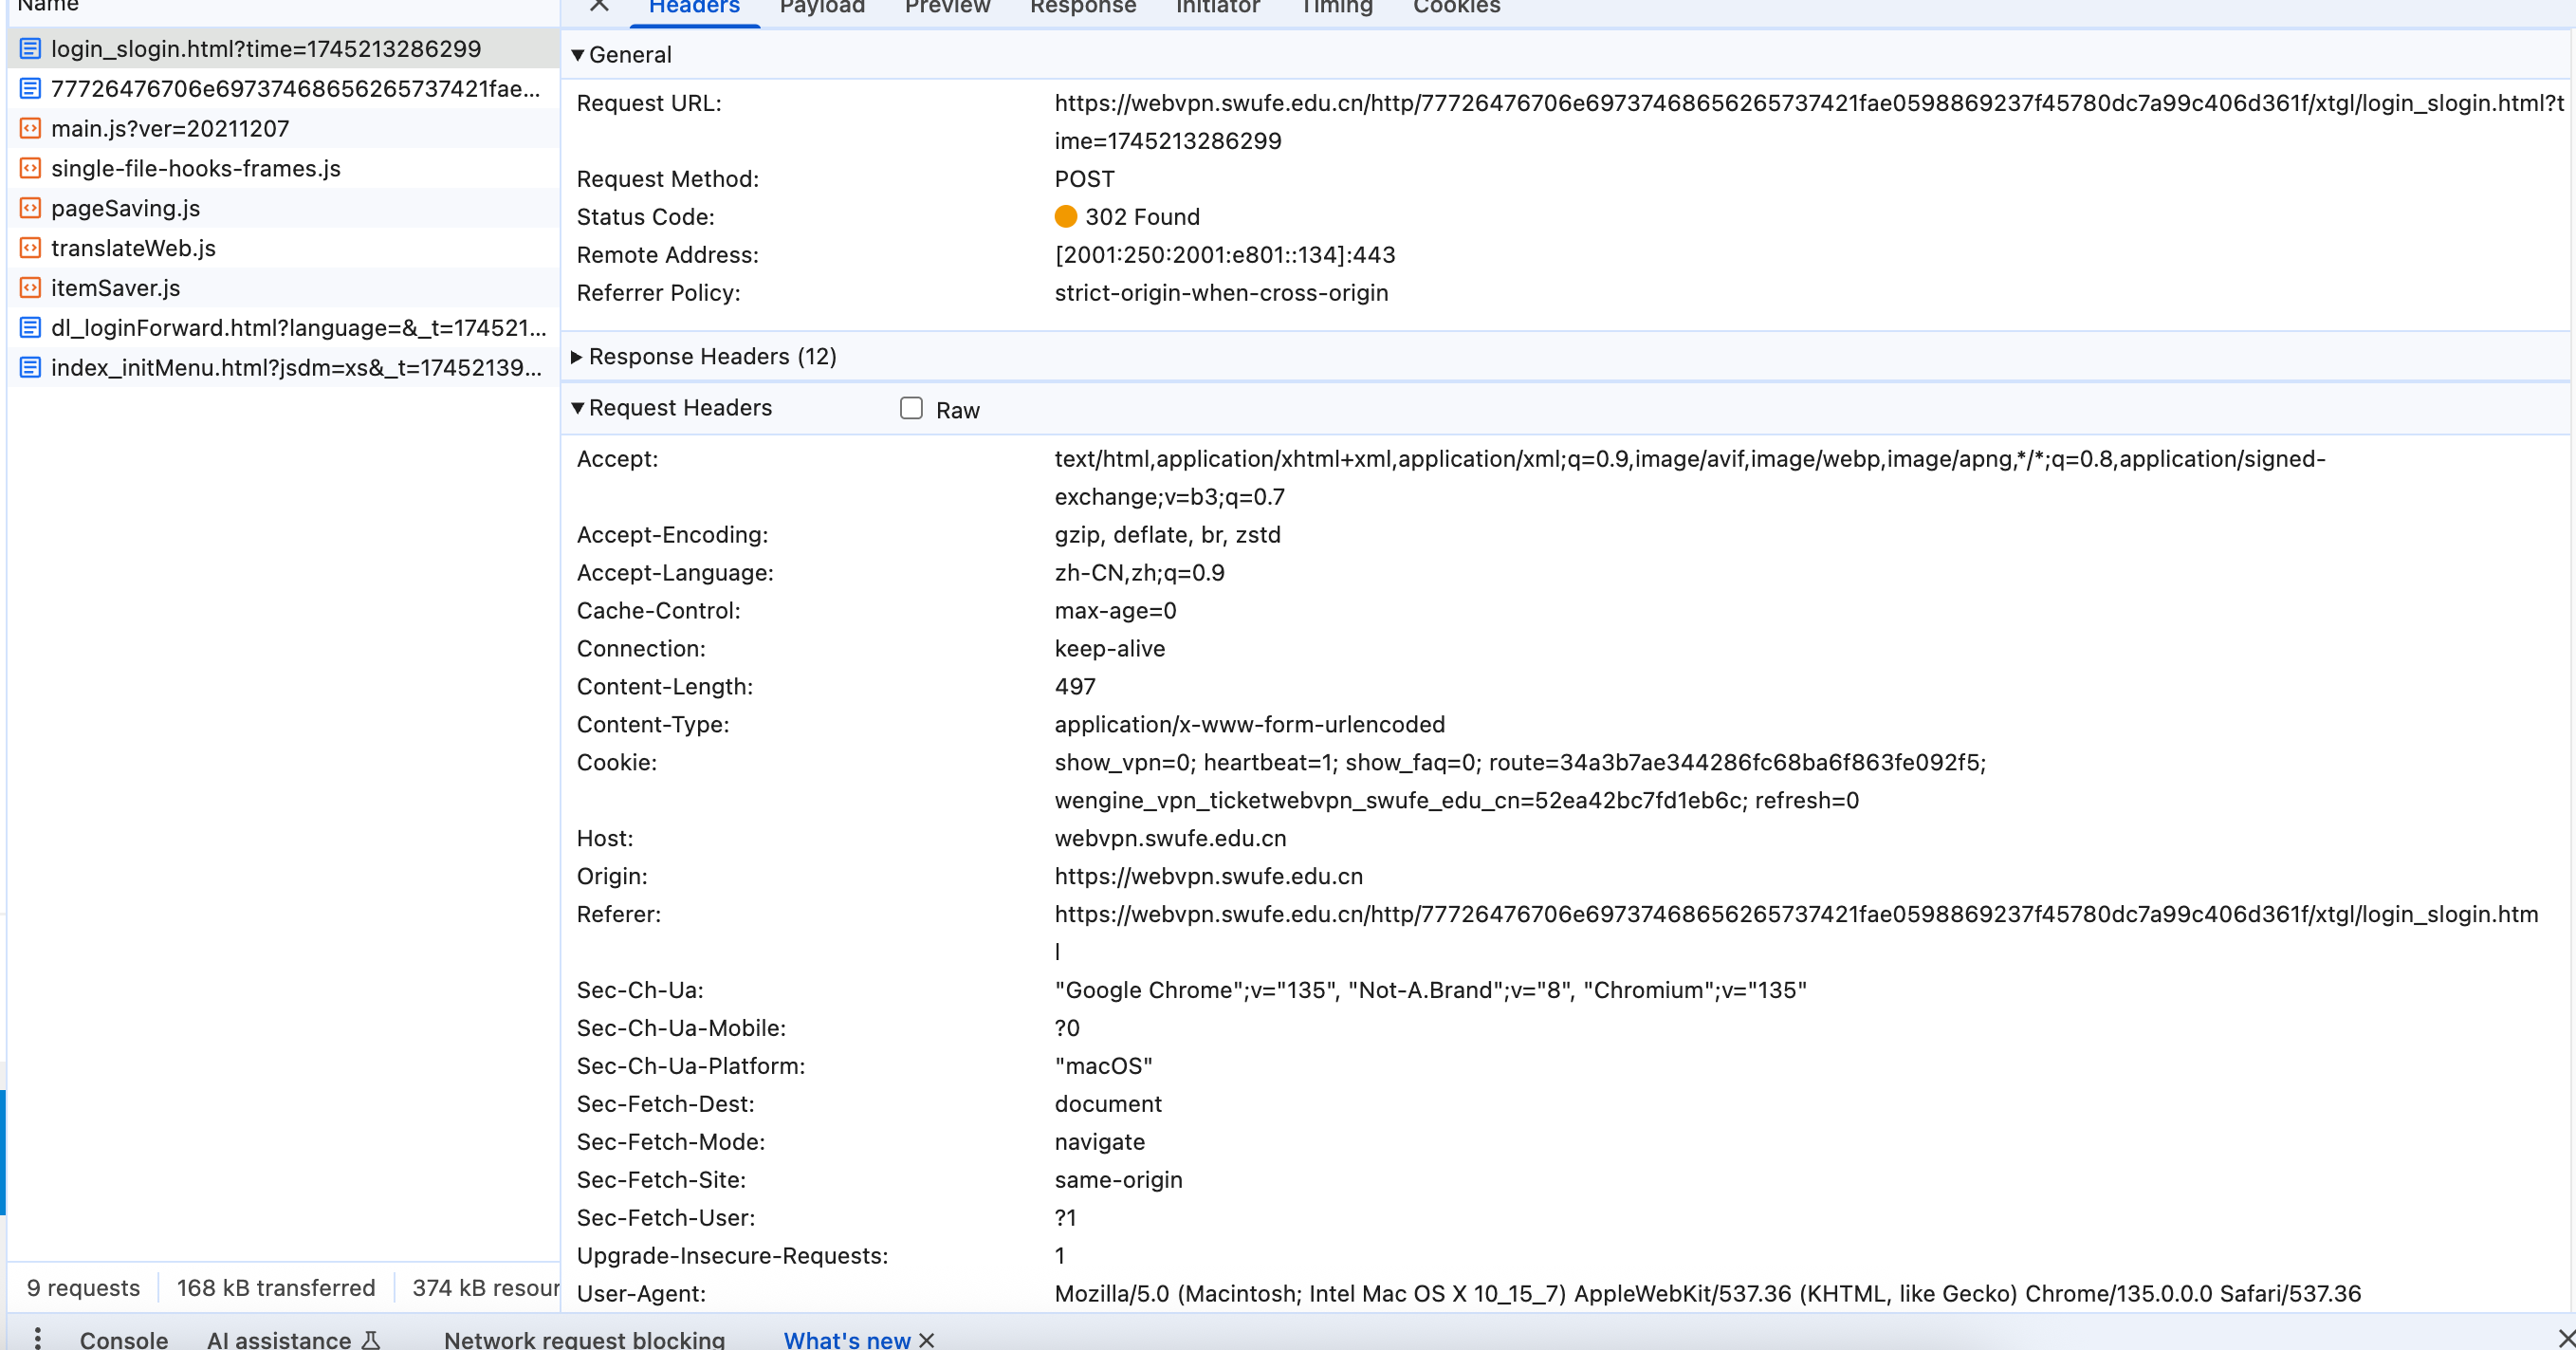 Name
Headers Payload Preview Response Initiator Timing Cookies
login_slogin.html?time=1745213286299
77726476706e69737468656265737421fae...
main.js?ver=20211207
single-file-hooks-frames.js
pageSaving.js
translateWeb.js
itemSaver.js
dl_loginForward.html?language=&_t=174521...
index_initMenu.html?jsdm=xs&_t=17452139...
9 requests 168 kB transferred 374 kB resour
General
Request URL: https://webvpn.swufe.edu.cn/http/77726476706e69737468656265737421fae0598869237f45780dc7a99c406d361f/xtgl/login_slogin.html?t
ime=1745213286299
Request Method: POST
Status Code: 302 Found
Remote Address: [2001:250:2001:e801::134]:443
Referrer Policy: strict-origin-when-cross-origin
Response Headers (12)
Request Headers Raw
Accept: text/html,application/xhtml+xml,application/xml;q=0.9,image/avif,image/webp,image/apng,*/*;q=0.8,application/signed-
exchange;v=b3;q=0.7
Accept-Encoding: gzip, deflate, br, zstd
Accept-Language: zh-CN,zh;q=0.9
Cache-Control: max-age=0
Connection: keep-alive
Content-Length: 497
Content-Type: application/x-www-form-urlencoded
Cookie: show_vpn=0; heartbeat=1; show_faq=0; route=34a3b7ae344286fc68ba6f863fe092f5;
wengine_vpn_ticketwebvpn_swufe_edu_cn=52ea42bc7fd1eb6c; refresh=0
Host: webvpn.swufe.edu.cn
Origin: https://webvpn.swufe.edu.cn
Referer: https://webvpn.swufe.edu.cn/http/77726476706e69737468656265737421fae0598869237f45780dc7a99c406d361f/xtgl/login_slogin.htm
l
Sec-Ch-Ua: "Google Chrome";v="135", "Not-A.Brand";v="8", "Chromium";v="135"
Sec-Ch-Ua-Mobile: ?0
Sec-Ch-Ua-Platform: "macOS"
Sec-Fetch-Dest: document
Sec-Fetch-Mode: navigate
Sec-Fetch-Site: same-origin
Sec-Fetch-User: ?1
Upgrade-Insecure-Requests: 1
User-Agent: Mozilla/5.0 (Macintosh; Intel Mac OS X 10_15_7) AppleWebKit/537.36 (KHTML, like Gecko) Chrome/135.0.0.0 Safari/537.36
Console AI assistance Network request blocking What's new